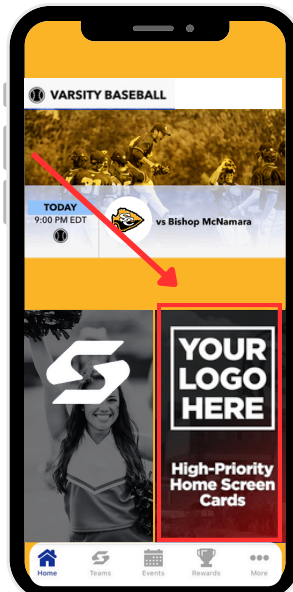 VARSITY BASEBALL
TODAY
9:00 PM EDT
vs Bishop McNamara
YOUR
LOGO
HERE
High-Priority
Home Screen
Cards
Home
Teams
Events
Rewards
More